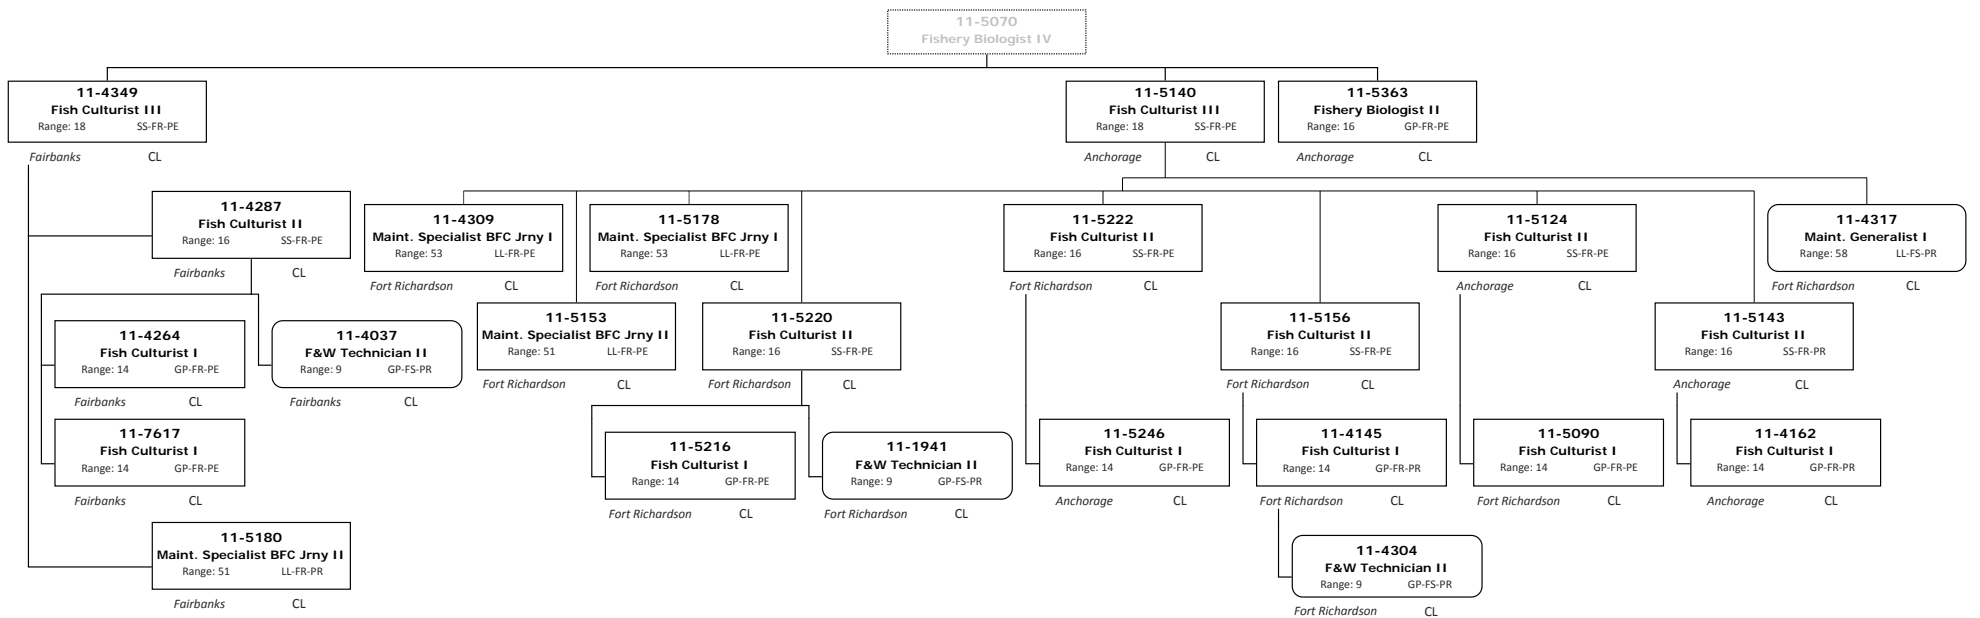 11-5070
Fishery Biologist IV
11-4349
Fish Culturist III
Range: 18 SS-FR-PE
Fairbanks CL
11-5140
Fish Culturist III
Range: 18 SS-FR-PE
Anchorage CL
11-5363
Fishery Biologist II
Range: 16 GP-FR-PE
Anchorage CL
11-4287
Fish Culturist II
Range: 16 SS-FR-PE
Fairbanks CL
11-4309
Maint. Specialist BFC Jrny I
Range: 53 LL-FR-PE
Fort Richardson CL
11-5178
Maint. Specialist BFC Jrny I
Range: 53 LL-FR-PE
Fort Richardson CL
11-5222
Fish Culturist II
Range: 16 SS-FR-PE
Fort Richardson CL
11-5124
Fish Culturist II
Range: 16 SS-FR-PE
Anchorage CL
11-4317
Maint. Generalist I
Range: 58 LL-FS-PR
Fort Richardson CL
11-4264
Fish Culturist I
Range: 14 GP-FR-PE
Fairbanks CL
11-4037
F&W Technician II
Range: 9 GP-FS-PR
Fairbanks CL
11-5153
Maint. Specialist BFC Jrny II
Range: 51 LL-FR-PE
Fort Richardson CL
11-5220
Fish Culturist II
Range: 16 SS-FR-PE
Fort Richardson CL
11-5156
Fish Culturist II
Range: 16 SS-FR-PE
Fort Richardson CL
11-5143
Fish Culturist II
Range: 16 SS-FR-PR
Anchorage CL
11-7617
Fish Culturist I
Range: 14 GP-FR-PE
Fairbanks CL
11-5216
Fish Culturist I
Range: 14 GP-FR-PE
Fort Richardson CL
11-1941
F&W Technician II
Range: 9 GP-FS-PR
Fort Richardson CL
11-5246
Fish Culturist I
Range: 14 GP-FR-PE
Anchorage CL
11-4145
Fish Culturist I
Range: 14 GP-FR-PR
Fort Richardson CL
11-5090
Fish Culturist I
Range: 14 GP-FR-PE
Fort Richardson CL
11-4162
Fish Culturist I
Range: 14 GP-FR-PR
Anchorage CL
11-5180
Maint. Specialist BFC Jrny II
Range: 51 LL-FR-PR
Fairbanks CL
11-4304
F&W Technician II
Range: 9 GP-FS-PR
Fort Richardson CL